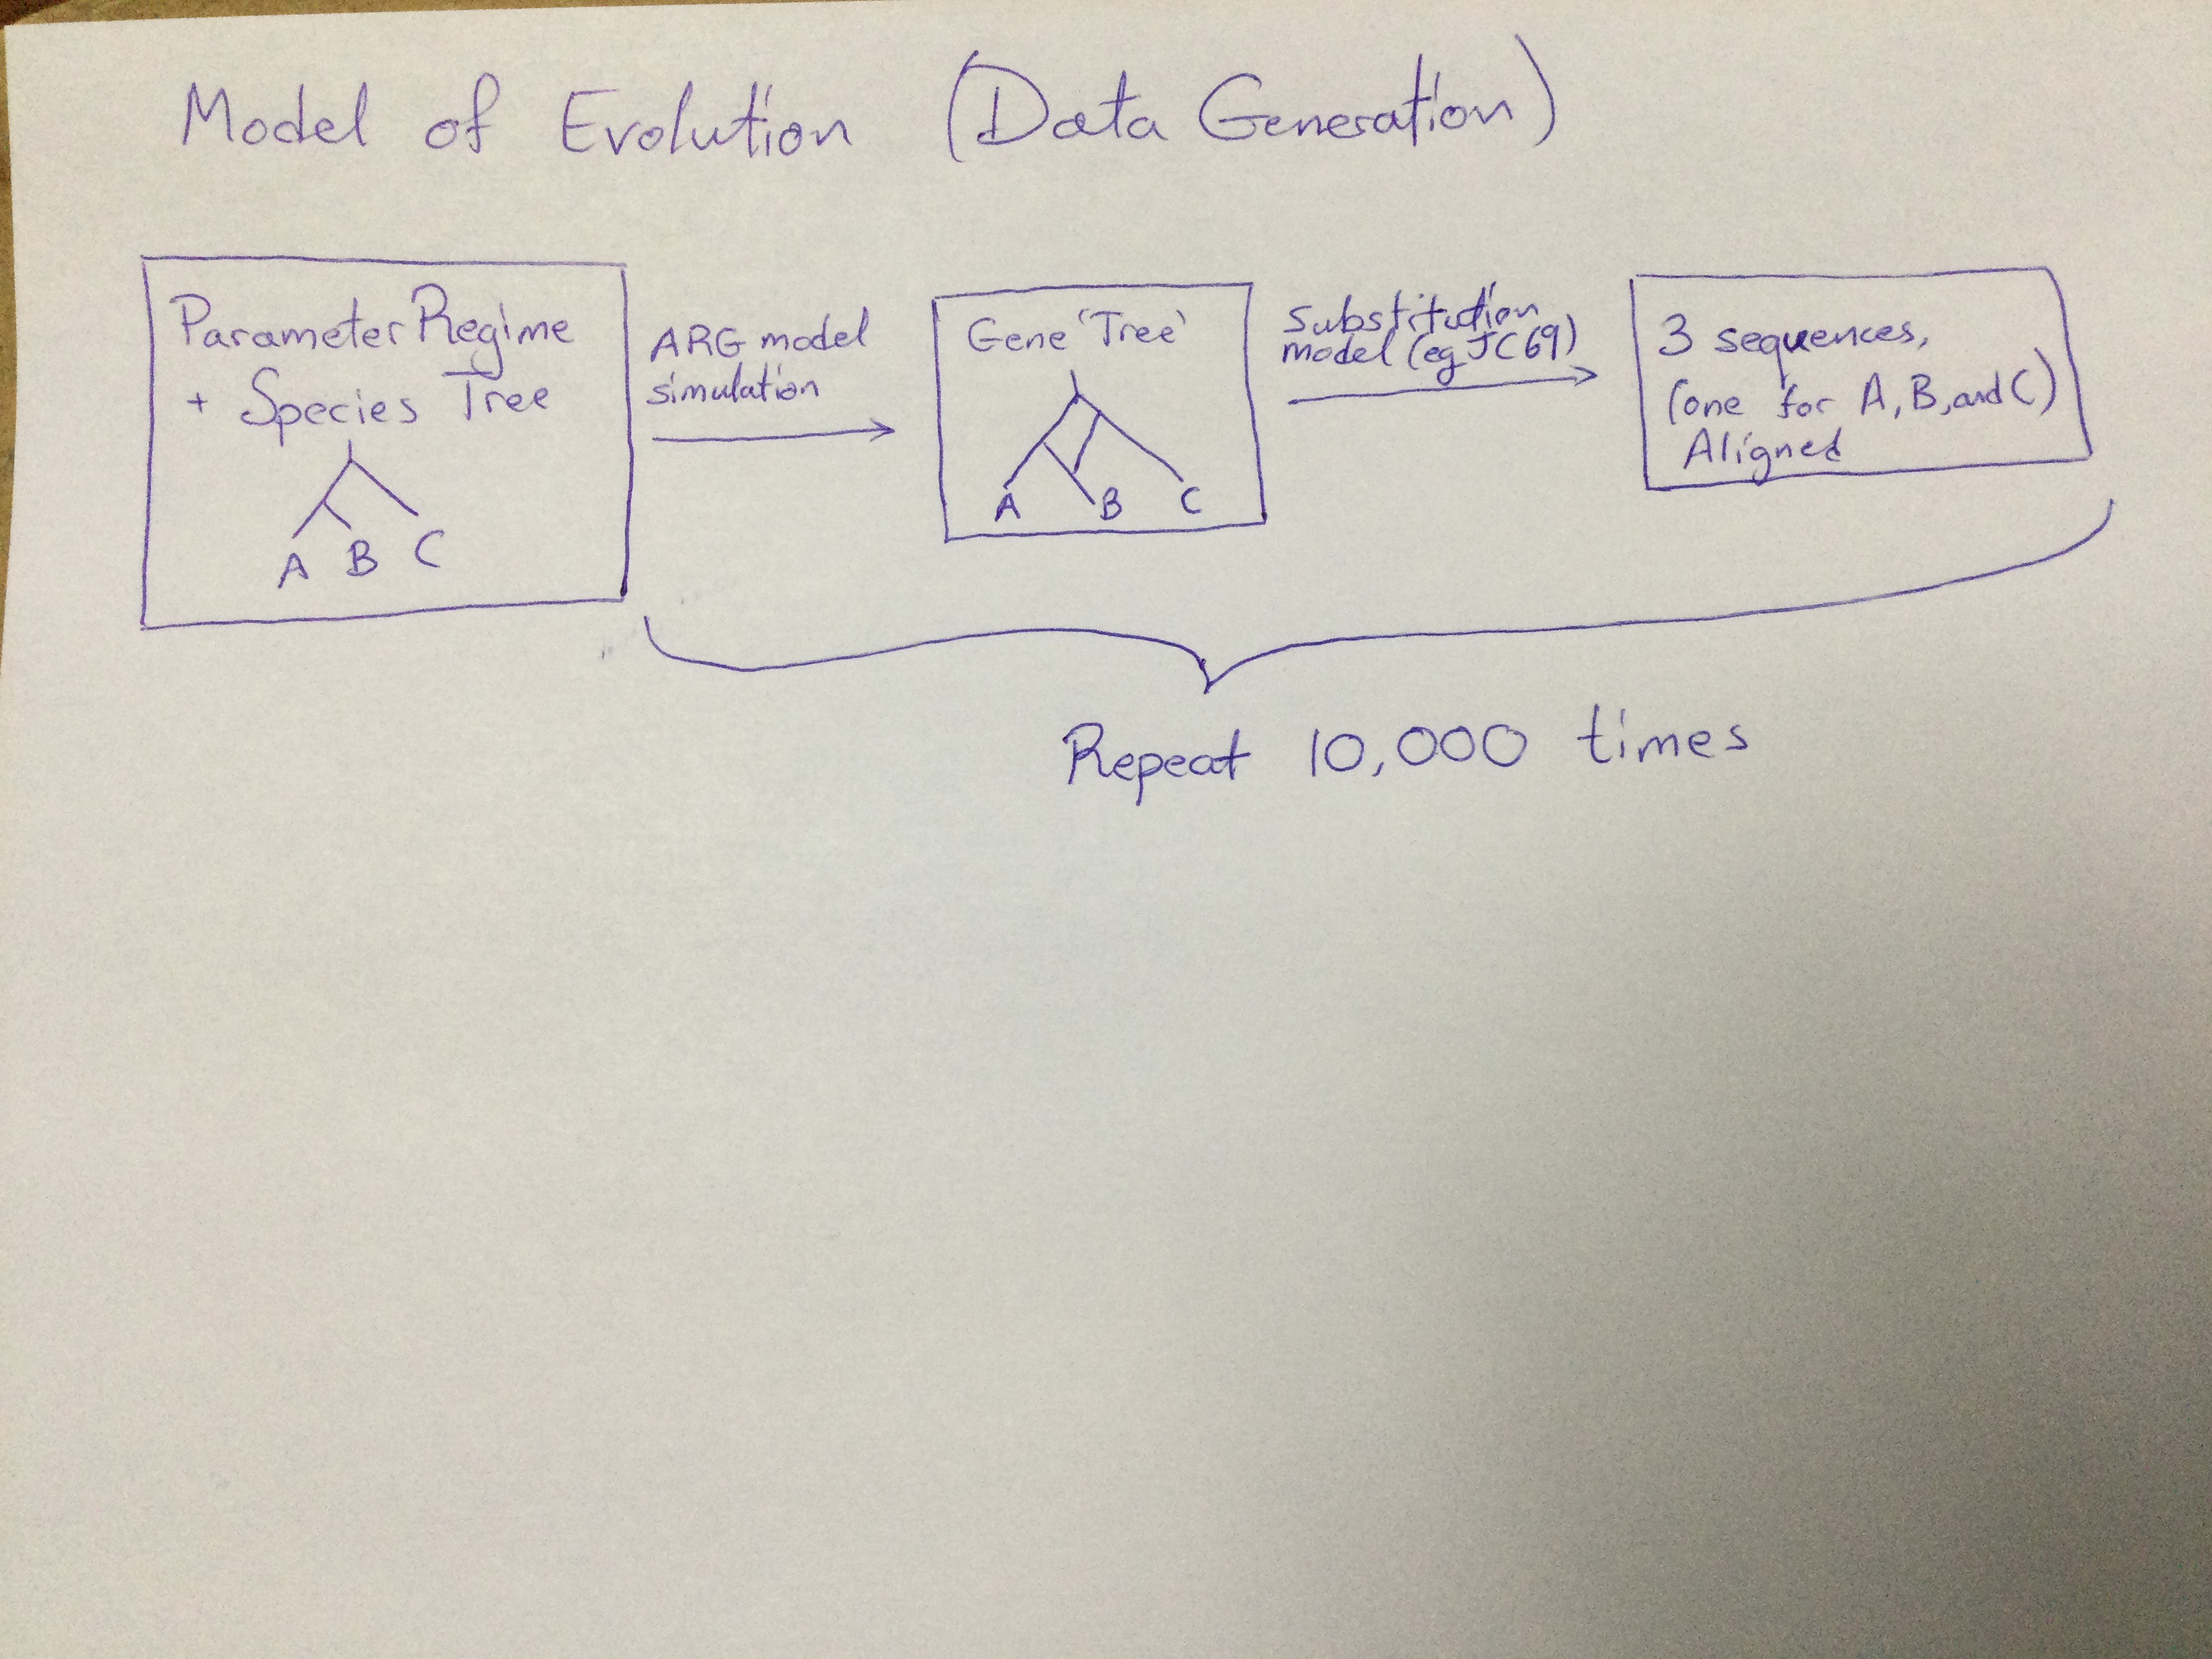 Model of Evolution (Data Generation)
Parameter Regime
+ Species Tree
A B C
ARG model
simulation
Gene "Tree"
A B C
Substitution
model (eg JC69)
3 sequences,
(one for A, B, and C)
Aligned
Repeat 10,000 times